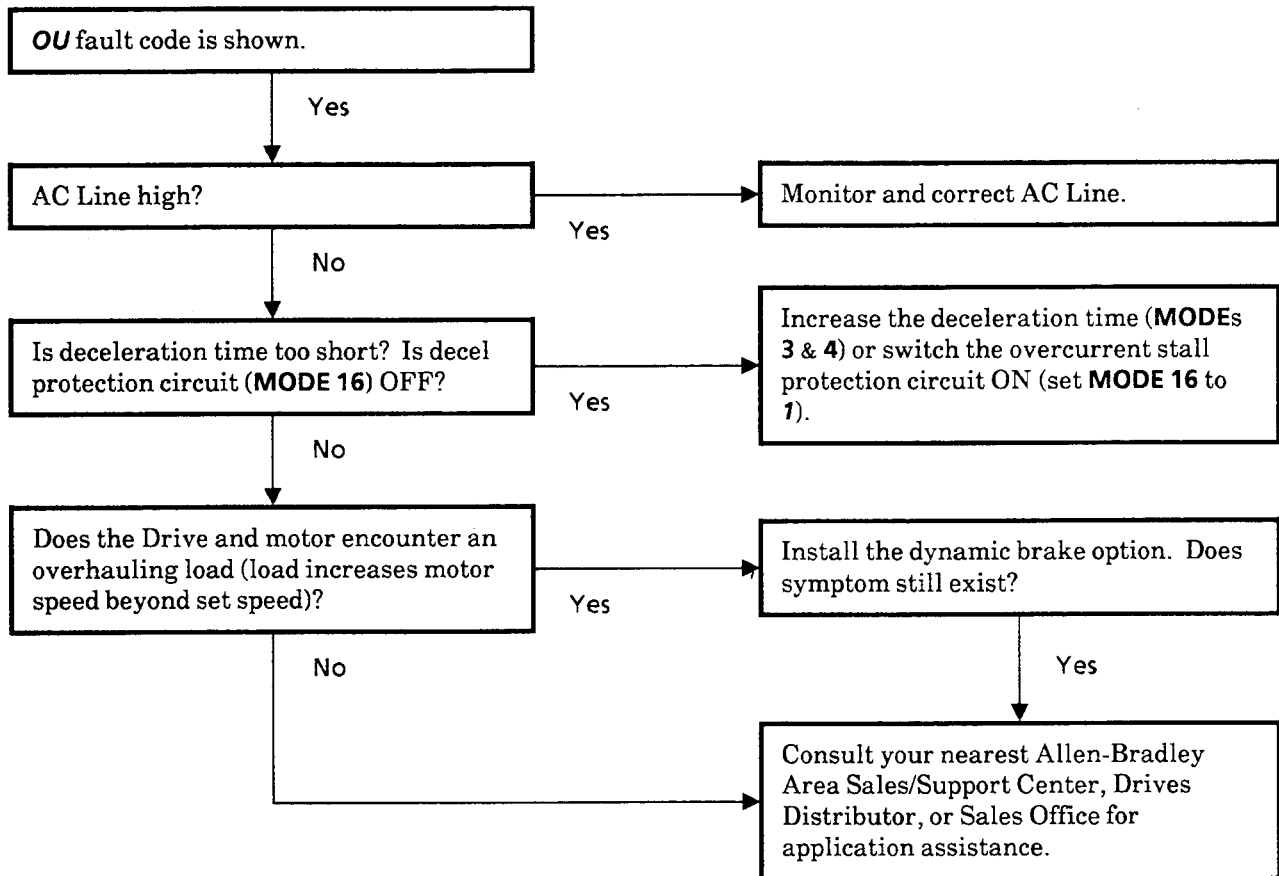 OU fault code is shown.
Yes
AC Line high?
Yes
Monitor and correct AC Line.
No
Is deceleration time too short? Is decel
protection circuit (MODE 16) OFF?
Yes
Increase the deceleration time (MODEs
3 & 4) or switch the overcurrent stall
protection circuit ON (set MODE 16 to
1).
No
Does the Drive and motor encounter an
overhauling load (load increases motor
speed beyond set speed)?
Yes
Install the dynamic brake option. Does
symptom still exist?
No
Yes
Consult your nearest Allen-Bradley
Area Sales/Support Center, Drives
Distributor, or Sales Office for
application assistance.